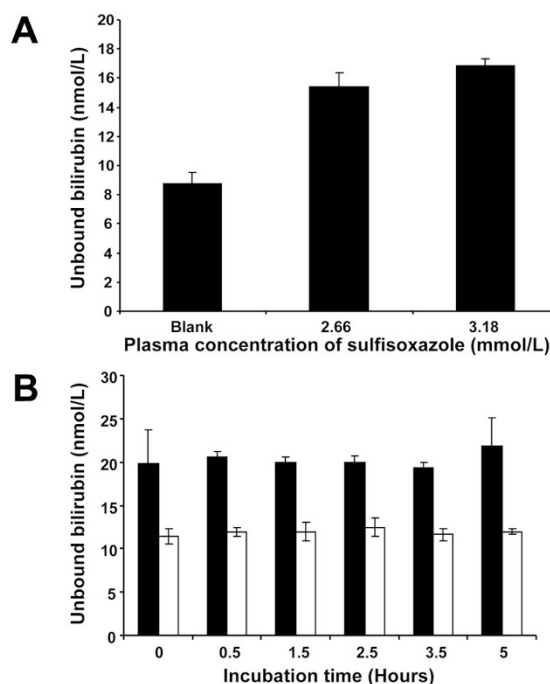 A
Unbound bilirubin (nmol/L)
20
18
16
14
12
10
8
6
4
2
0
Blank 2.66 3.18
Plasma concentration of sulfisoxazole (mmol/L)
B
Unbound bilirubin (nmol/L)
30
25
20
15
10
5
0
0 0.5 1.5 2.5 3.5 5
Incubation time (Hours)